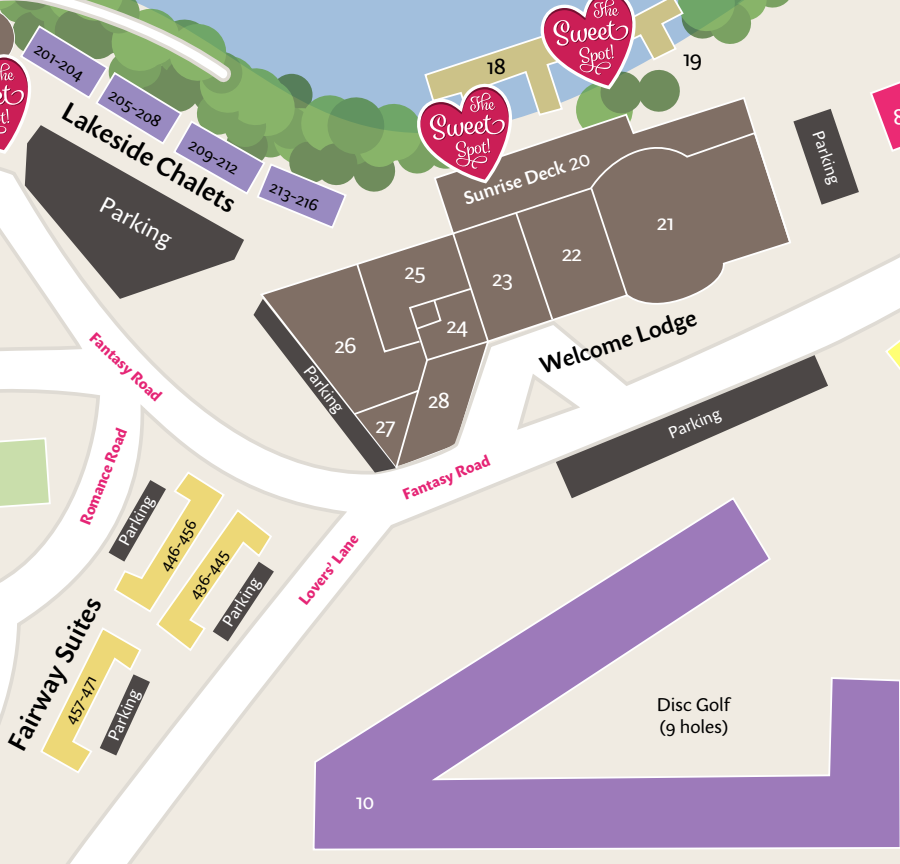 201-204
205-208
209-212
213-216
Lakeside Chalets
Parking
The
Sweet
Spot!
The
Sweet
Spot!
18
19
Sunrise Deck 20
21
22
23
24
25
26
27
28
Parking
Parking
8
Welcome Lodge
Parking
Fantasy Road
Fantasy Road
Romance Road
Lovers' Lane
Parking
446-456
436-445
Parking
457-471
Parking
Fairway Suites
Disc Golf
(9 holes)
10